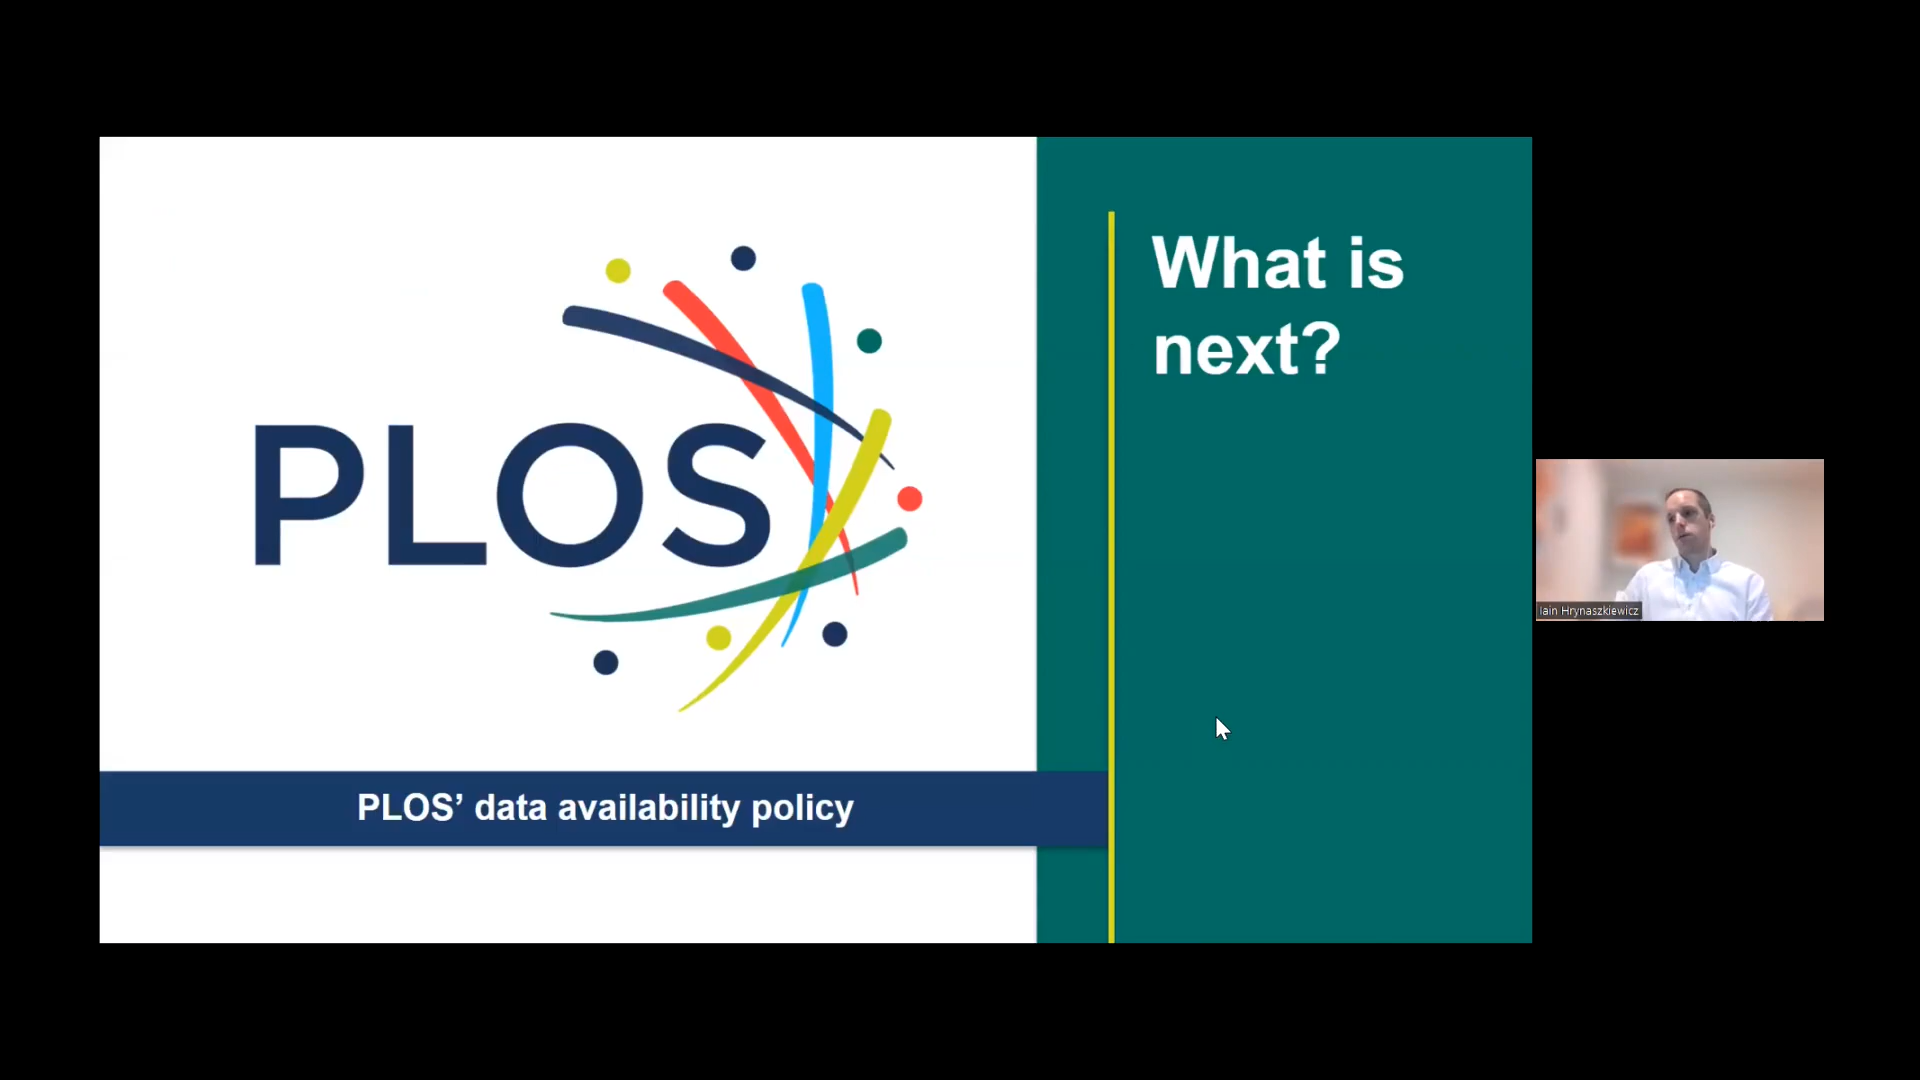 What is
next?
PLOS
PLOS’ data availability policy
Iain Hrynaszkiewicz